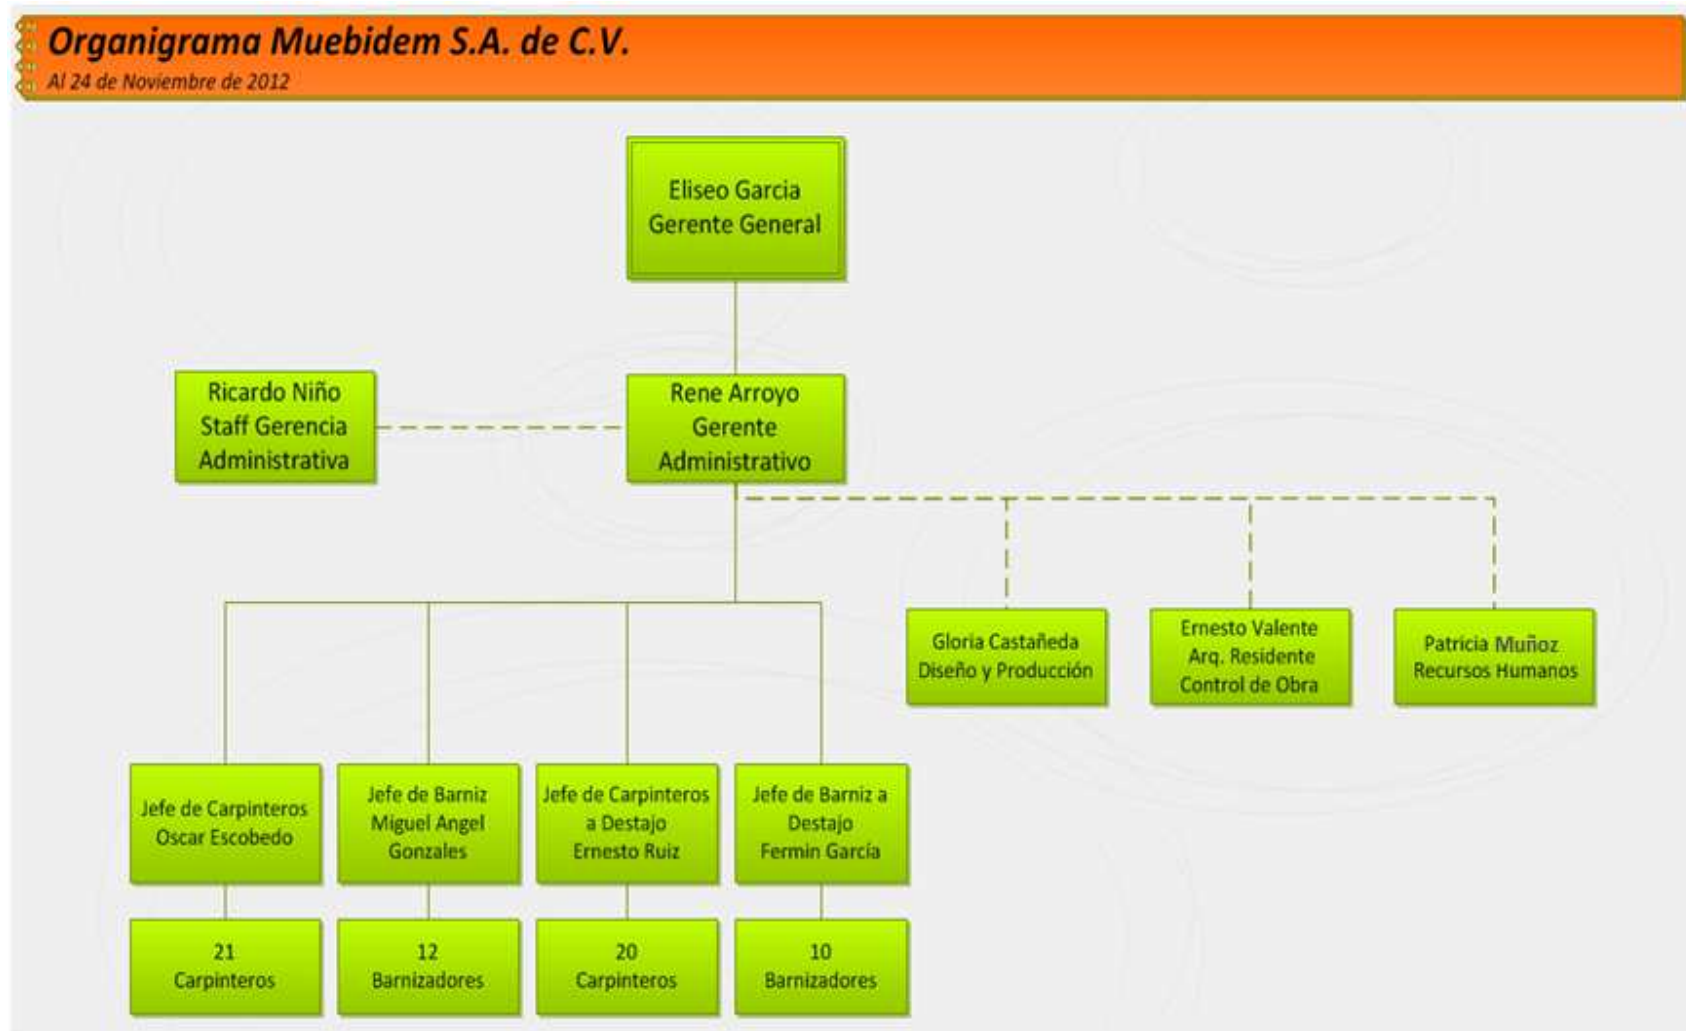 Organigrama Muebidem S.A. de C.V.
Al 24 de Noviembre de 2012
Eliseo Garcia
Gerente General
Ricardo Niño
Staff Gerencia
Administrativa
Rene Arroyo
Gerente
Administrativo
Gloria Castañeda
Diseño y Producción
Ernesto Valente
Arq. Residente
Control de Obra
Patricia Muñoz
Recursos Humanos
Jefe de Carpinteros
Oscar Escobedo
Jefe de Barniz
Miguel Angel
Gonzales
Jefe de Carpinteros
a Destajo
Ernesto Ruiz
Jefe de Barniz a
Destajo
Fermin García
21
Carpinteros
12
Barnizadores
20
Carpinteros
10
Barnizadores